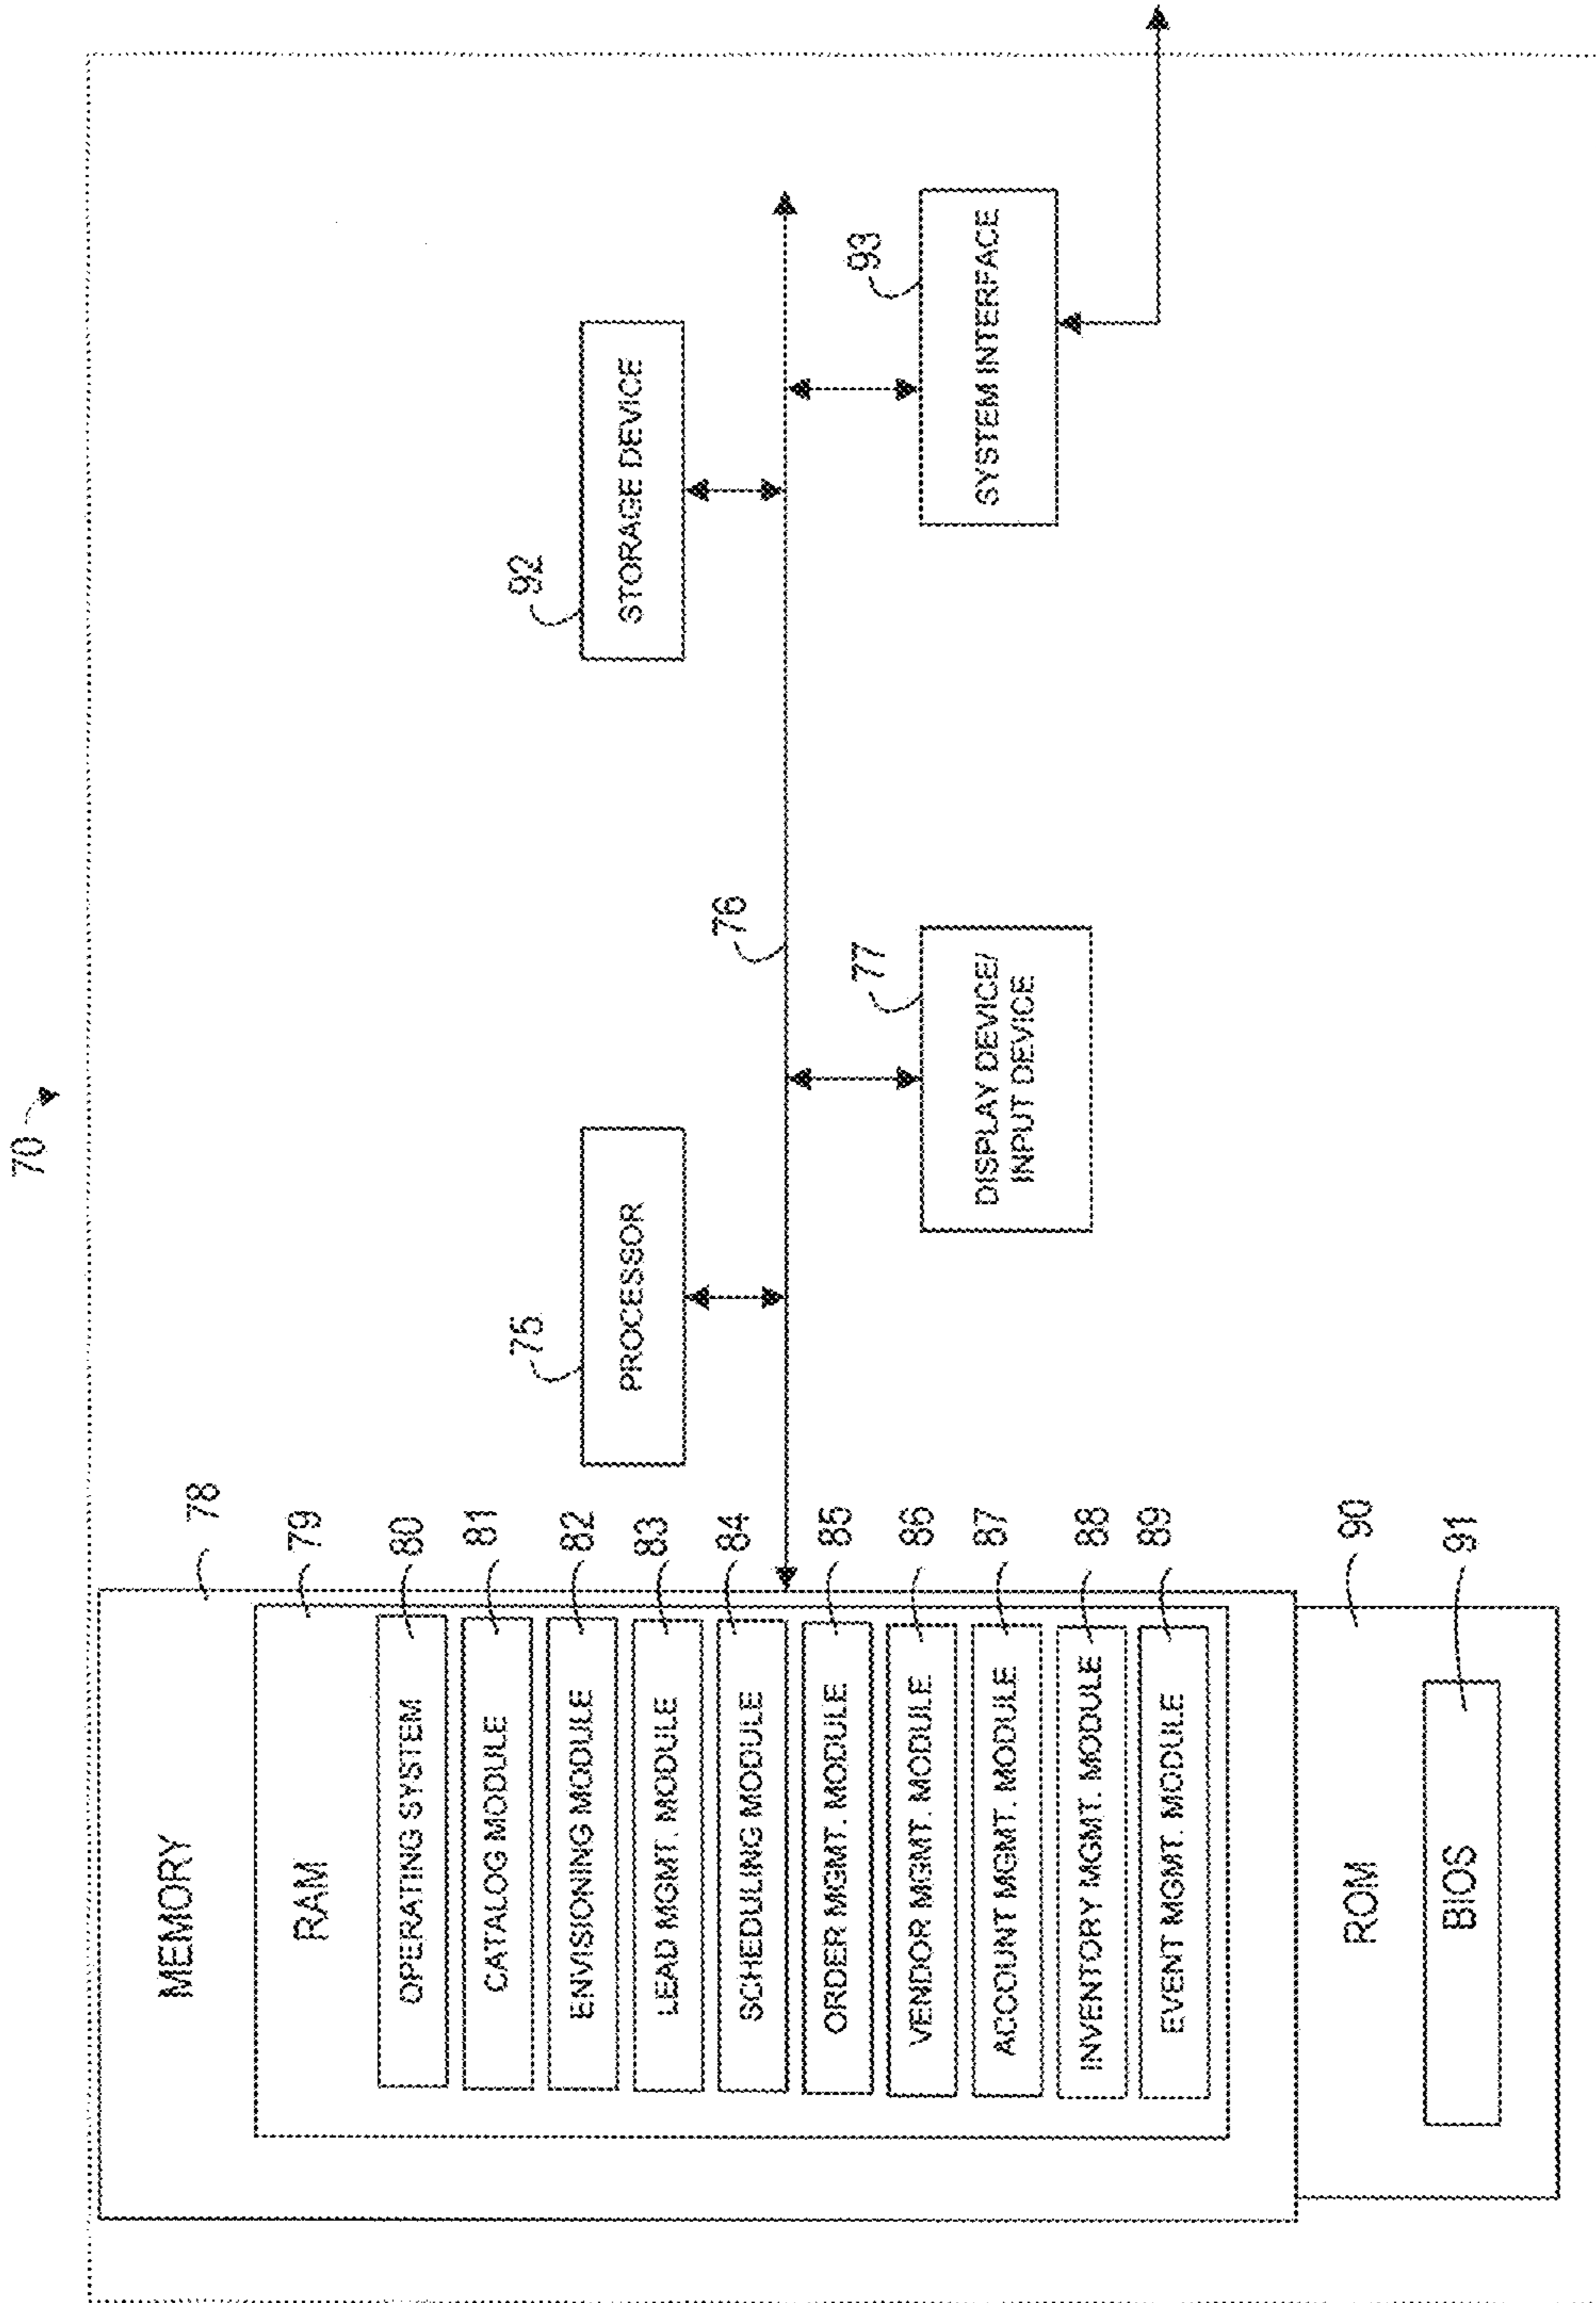 70
MEMORY
78
RAM
79
OPERATING SYSTEM
80
CATALOG MODULE
81
ENVISIONING MODULE
82
LEAD MGMT. MODULE
83
SCHEDULING MODULE
84
ORDER MGMT. MODULE
85
VENDOR MGMT. MODULE
86
ACCOUNT MGMT. MODULE
87
INVENTORY MGMT. MODULE
88
EVENT MGMT. MODULE
89
ROM
90
BIOS
91
75
PROCESSOR
76
77
DISPLAY DEVICE/
INPUT DEVICE
92
STORAGE DEVICE
93
SYSTEM INTERFACE